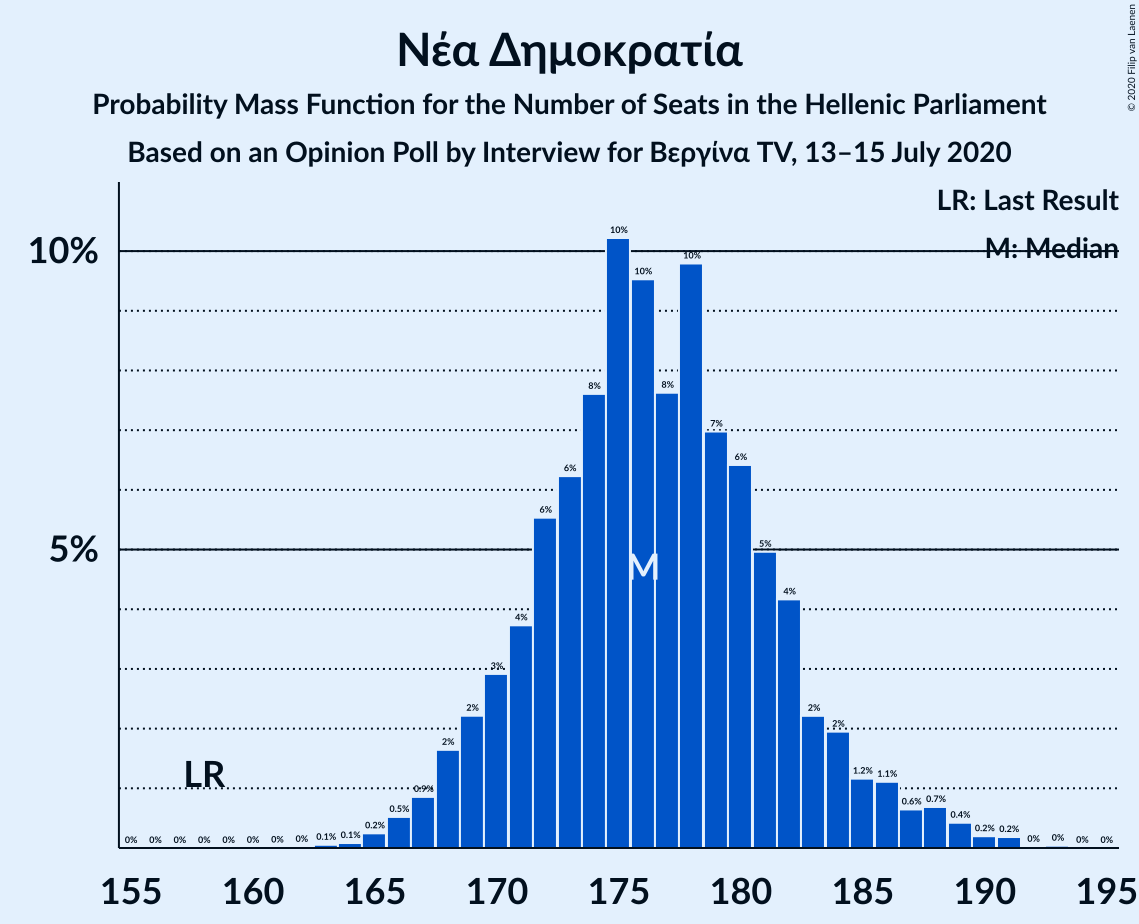 Νέα Δημοκρατία
Probability Mass Function for the Number of Seats in the Hellenic Parliament
Based on an Opinion Poll by Interview for Βεργίνα TV, 13–15 July 2020
© 2020 Filip van Laenen
LR: Last Result
M: Median
10%
5%
0% 0% 0% 0% 0% 0% 0% 0% 0.1% 0.1% 0.2% 0.5% 0.9% 2% 2% 3% 4% 6% 6% 8% 10% 10% 8% 10% 7% 6% 5% 4% 2% 2% 1.2% 1.1% 0.6% 0.7% 0.4% 0.2% 0.2% 0% 0% 0% 0%
M
LR
155 160 165 170 175 180 185 190 195